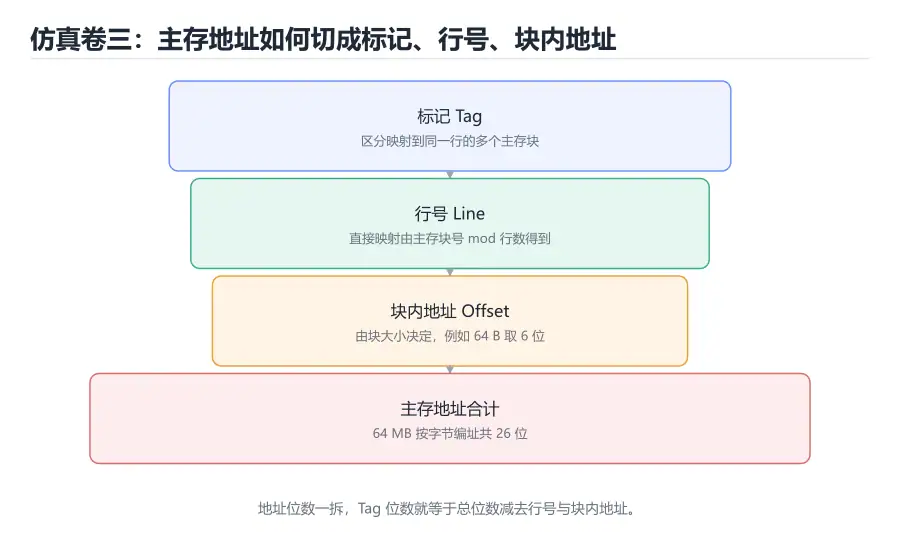 仿真卷三：主存地址如何切成标记、行号、块内地址
标记 Tag
区分映射到同一行的多个主存块
行号 Line
直接映射由主存块号 mod 行数得到
块内地址 Offset
由块大小决定，例如 64 B 取 6 位
主存地址合计
64 MB 按字节编址共 26 位
地址位数一拆，Tag 位数就等于总位数减去行号与块内地址。